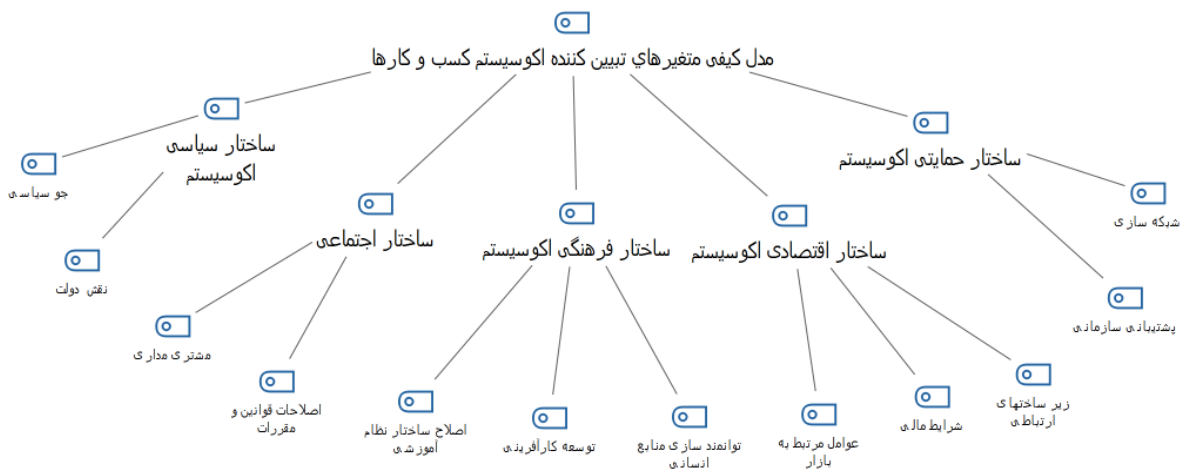 مدل کیفی متغیرهاي تبیین کننده اکوسیستم کسب و کارها
ساختار حمایتی اکوسیستم
شبکه سازی
پشتیبانی سازمانی
ساختار اقتصادی اکوسیستم
زیر ساختهای
ارتباطی
شرایط مالی
عوامل مرتبط به
بازار
ساختار فرهنگی اکوسیستم
توانمند سازی منابع
انسانی
توسعه کارآفرینی
اصلاح ساختار نظام
آموزشی
ساختار اجتماعی
اصلاحات قوانین و
مقررات
مشتری مداری
ساختار سیاسی
اکوسیستم
نقش دولت
جو سیاسی